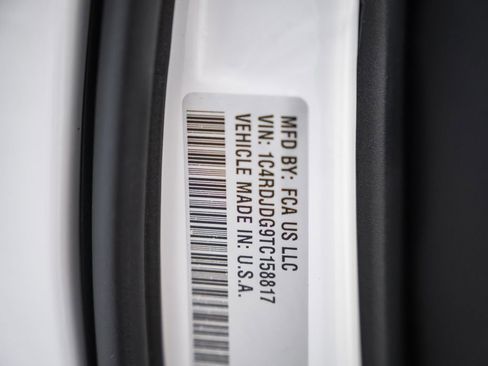 MFD BY: FCA US LLC
VIN: 1C4RDJDG9TC158817
VEHICLE MADE IN: U.S.A.